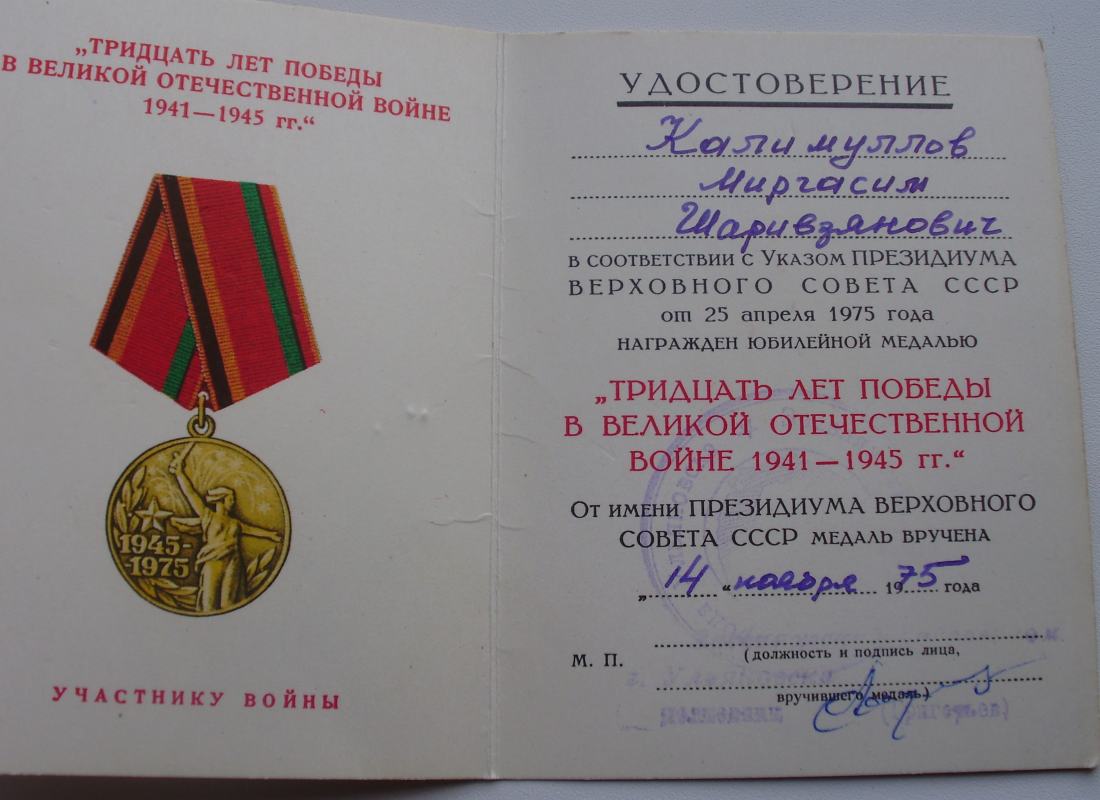 „ТРИДЦАТЬ ЛЕТ ПОБЕДЫ
В ВЕЛИКОЙ ОТЕЧЕСТВЕННОЙ ВОЙНЕ
1941—1945 гг.“
1945-
-1975
УЧАСТНИКУ ВОЙНЫ
УДОСТОВЕРЕНИЕ
Калимуллов
Миргасим
Шаривзянович
в соответствии с Указом ПРЕЗИДИУМА
ВЕРХОВНОГО СОВЕТА СССР
от 25 апреля 1975 года
НАГРАЖДЕН ЮБИЛЕЙНОЙ МЕДАЛЬЮ
„ТРИДЦАТЬ ЛЕТ ПОБЕДЫ
В ВЕЛИКОЙ ОТЕЧЕСТВЕННОЙ
ВОЙНЕ 1941—1945 гг.“
От имени ПРЕЗИДИУМА ВЕРХОВНОГО
СОВЕТА СССР МЕДАЛЬ ВРУЧЕНА
„14“ ноября 1975 года
М. П.
(должность и подпись лица,
г. Ульяновска
вручившего медаль)
(Григорьев)